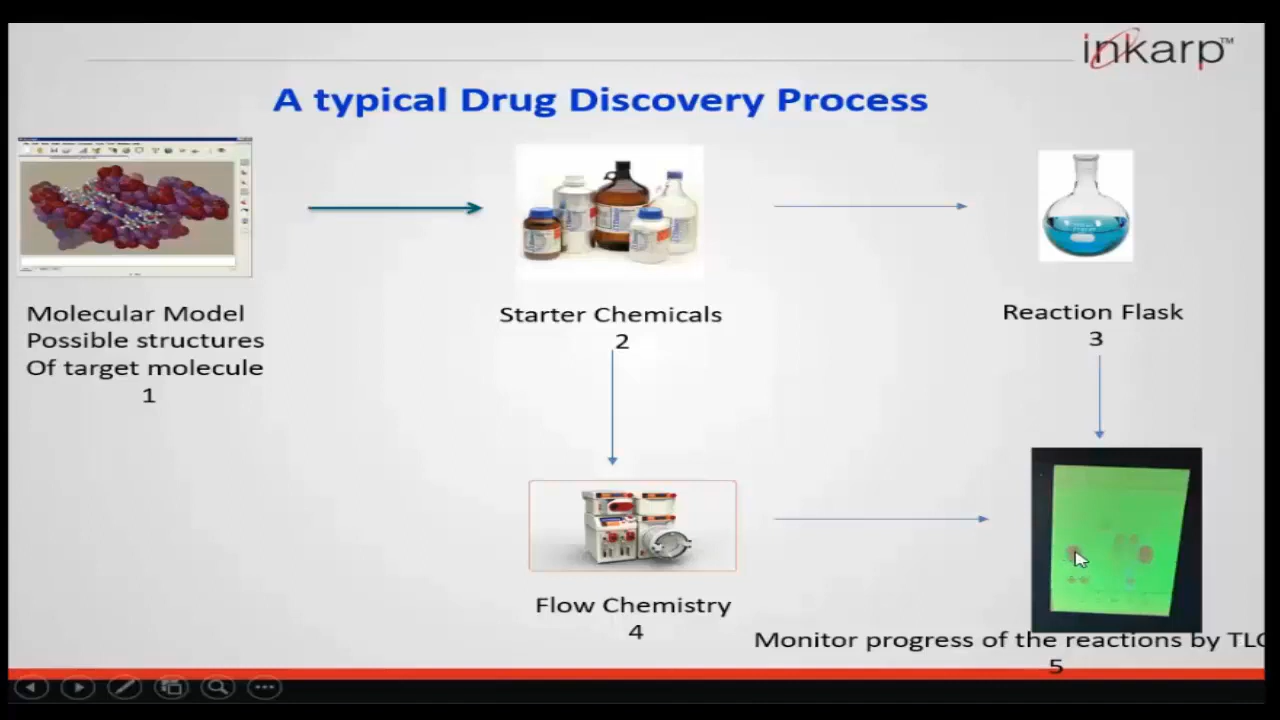 inkarp™
A typical Drug Discovery Process
Molecular Model
Possible structures
Of target molecule
1
Starter Chemicals
2
Reaction Flask
3
Flow Chemistry
4
Monitor progress of the reactions by TLC
5